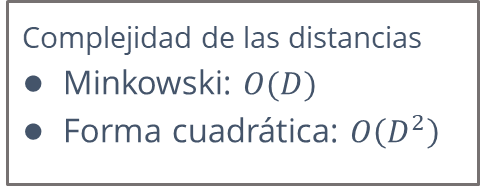 Complejidad de las distancias
● Minkowski: O(D)
● Forma cuadrática: O(D²)